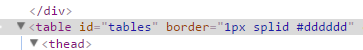 </div>
▼<table id="tables" border="1px splid #dddddd">
▼<thead>